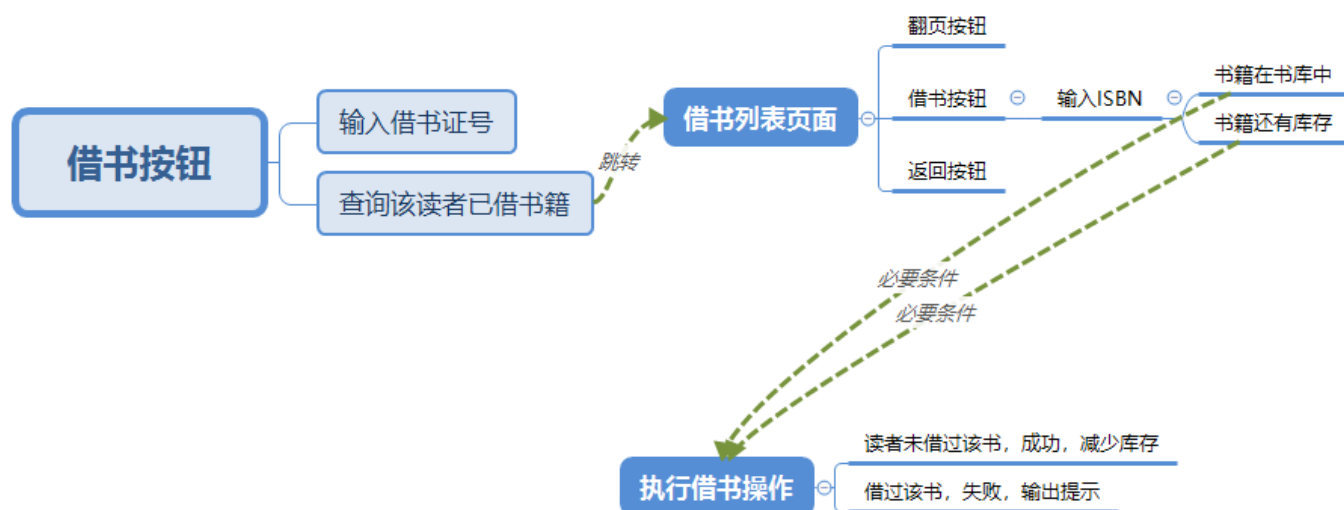 借书按钮
输入借书证号
查询该读者已借书籍
跳转
借书列表页面
翻页按钮
借书按钮
输入ISBN
书籍在书库中
书籍还有库存
返回按钮
必要条件
必要条件
执行借书操作
读者未借过该书，成功，减少库存
借过该书，失败，输出提示